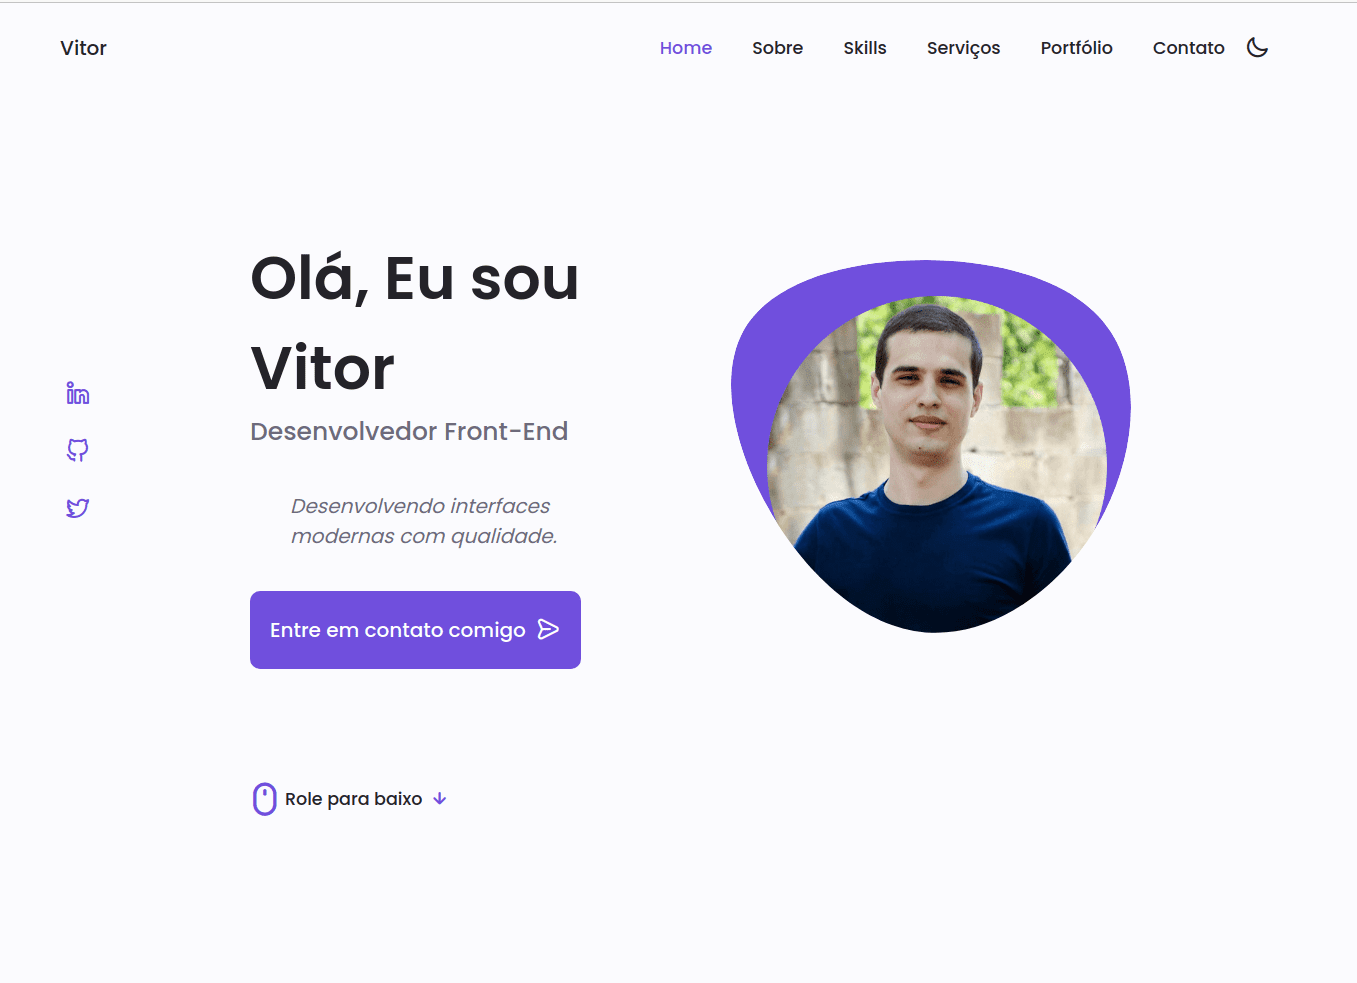 Vitor
Home Sobre Skills Serviços Portfólio Contato
Olá, Eu sou
Vitor
Desenvolvedor Front-End
Desenvolvendo interfaces
modernas com qualidade.
Entre em contato comigo
Role para baixo